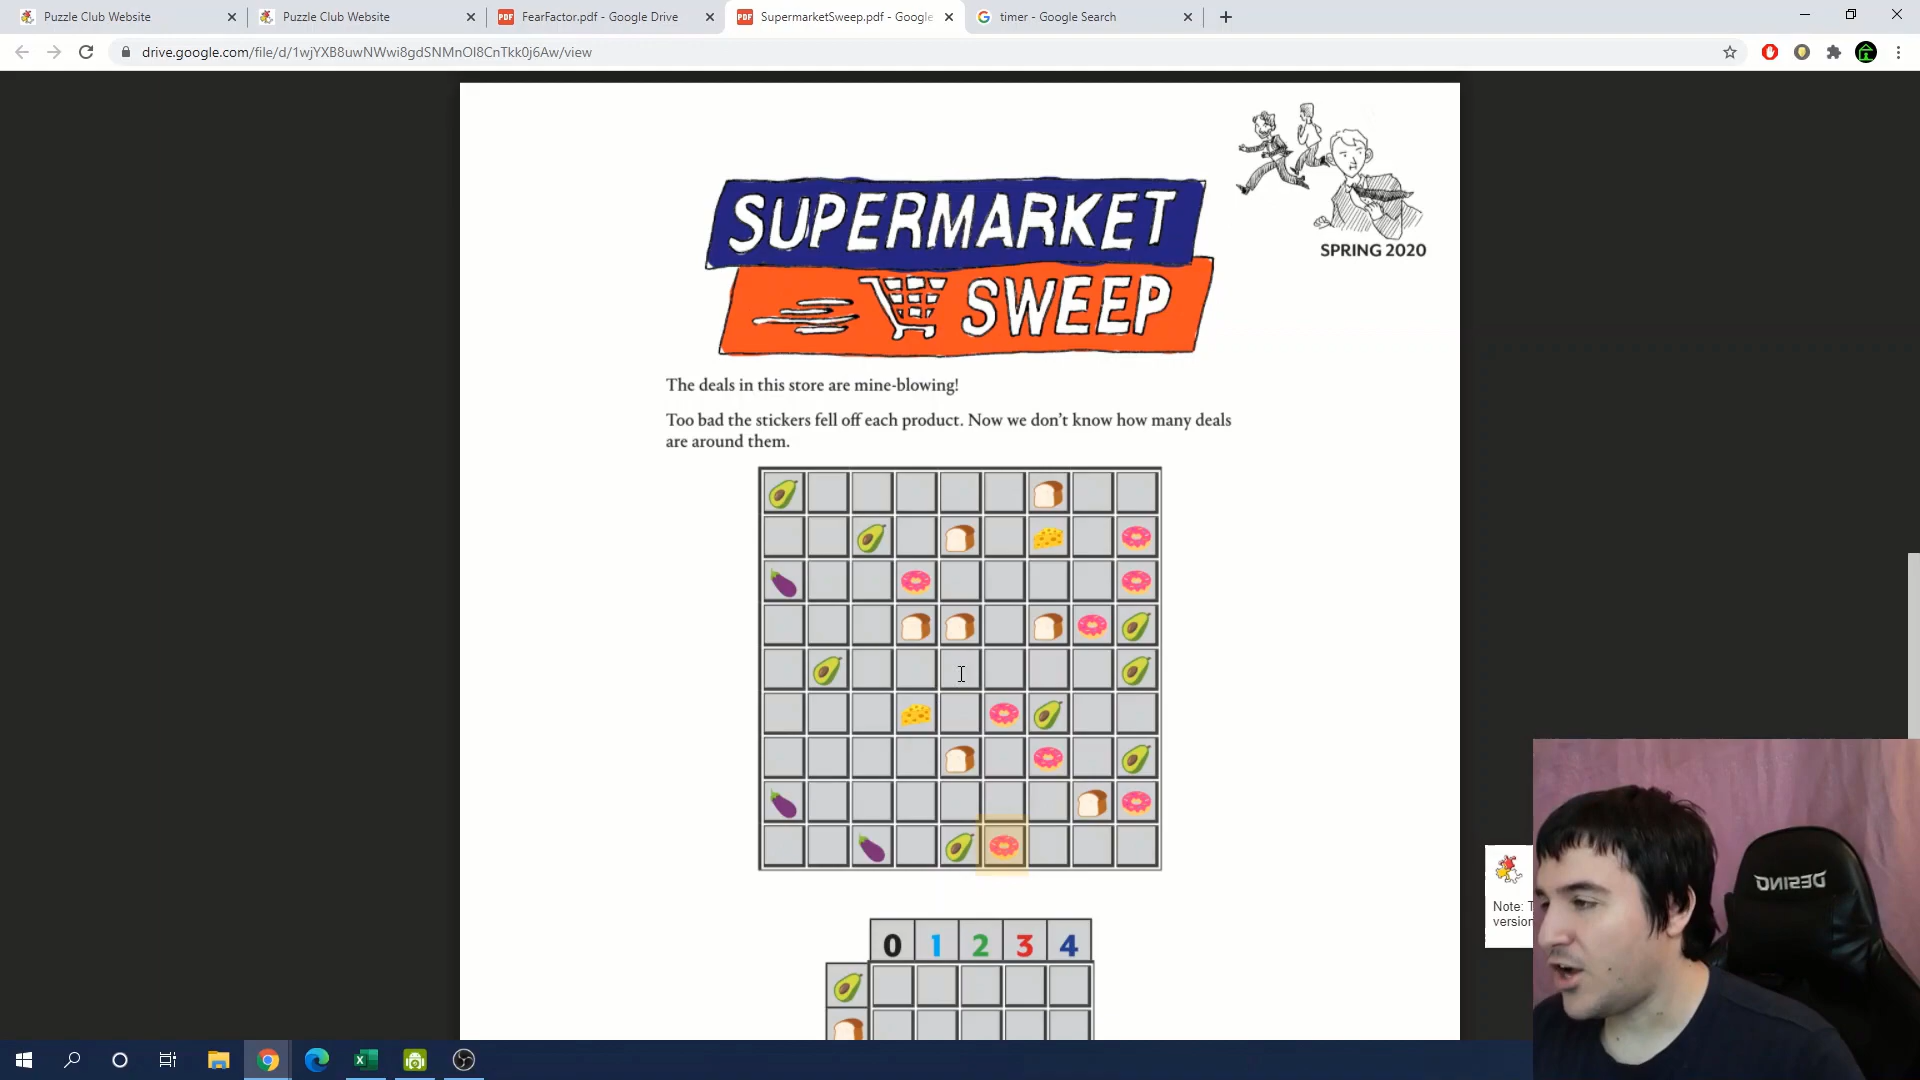 Puzzle Club Website
Puzzle Club Website
FearFactor.pdf - Google Drive
SupermarketSweep.pdf - Google
timer - Google Search
drive.google.com/file/d/1wjYXB8uwNWwi8gdSNMnOl8CnTkk0j6Aw/view
SUPERMARKET
SWEEP
SPRING 2020
The deals in this store are mine-blowing!
Too bad the stickers fell off each product. Now we don't know how many deals
are around them.
0 1 2 3 4
Note: T
version
DESINO